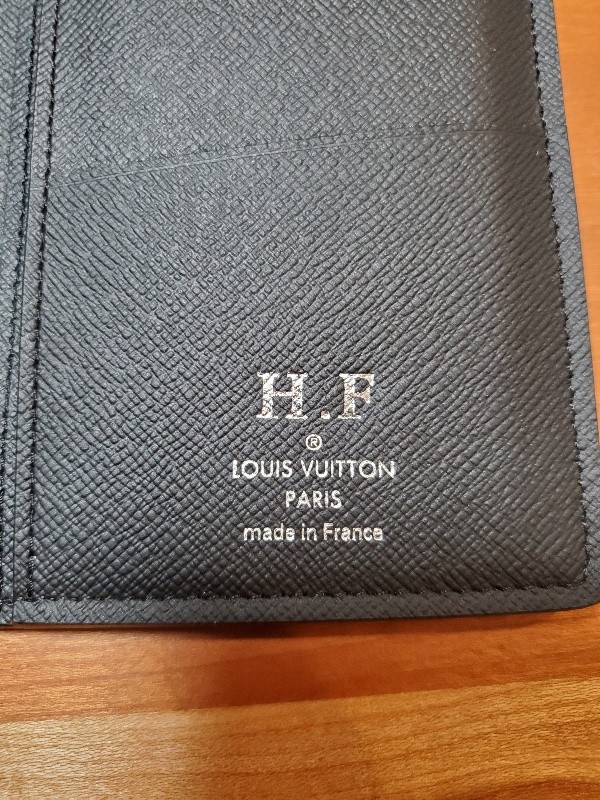 H.F
®
LOUIS VUITTON
PARIS
made in France